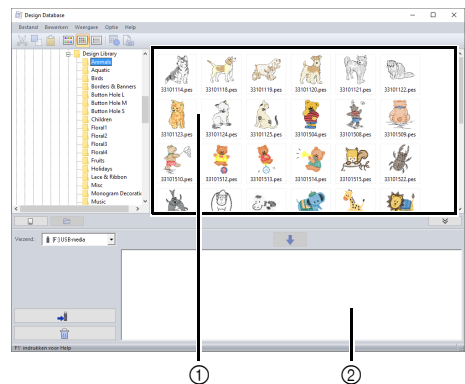 Design Database
Bestand Bewerken Weergave Optie Help
Design Library
Animals
Aquatic
Birds
Borders & Banners
Button Hole L
Button Hole M
Button Hole S
Children
Floral1
Floral2
Floral3
Floral4
Fruits
Holidays
Lace & Ribbon
Misc
Monogram Decoratio
Music
33101114.pes 33101118.pes 33101119.pes 33101120.pes 33101121.pes 33101122.pes
33101123.pes 33101124.pes 33101125.pes 33101504.pes 33101508.pes 33101509.pes
33101510.pes 33101512.pes 33101513.pes 33101514.pes 33101515.pes 33101522.pes
Verzend: (F:)USB-media
F1 indrukken voor Help
① ②